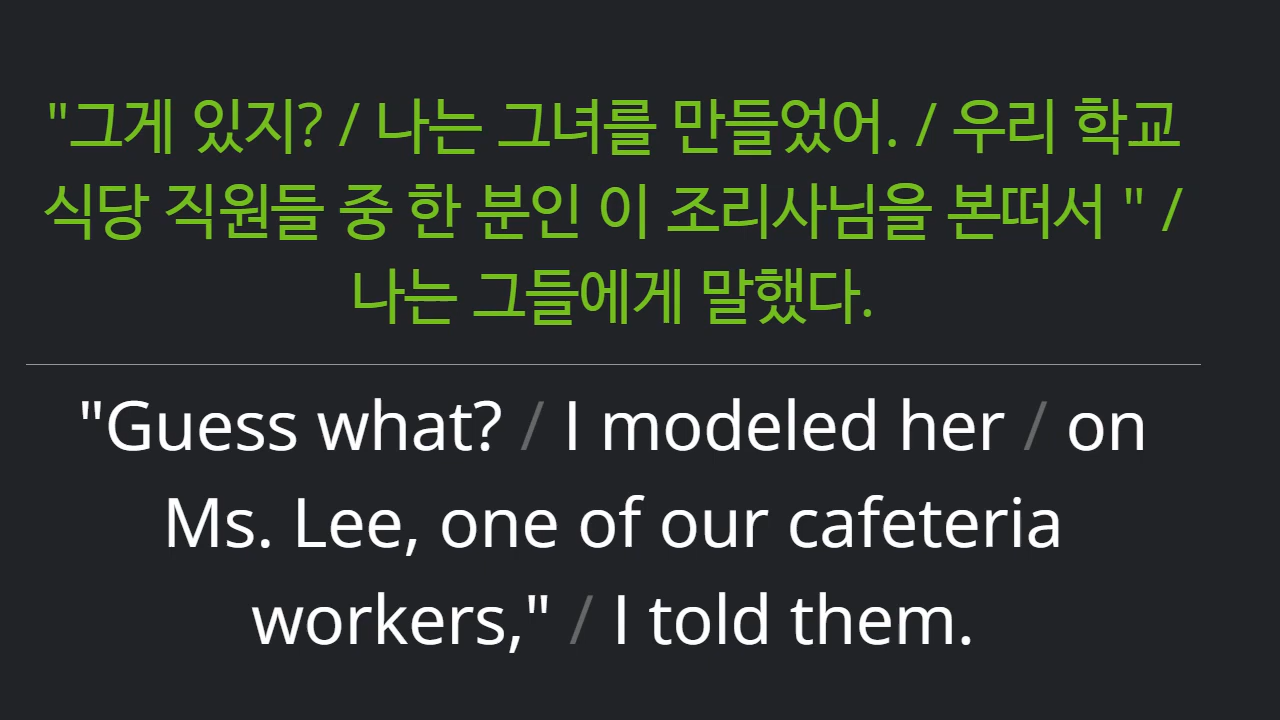 "그게 있지? / 나는 그녀를 만들었어. / 우리 학교
식당 직원들 중 한 분인 이 조리사님을 본떠서 " /
나는 그들에게 말했다.
"Guess what? / I modeled her / on
Ms. Lee, one of our cafeteria
workers," / I told them.